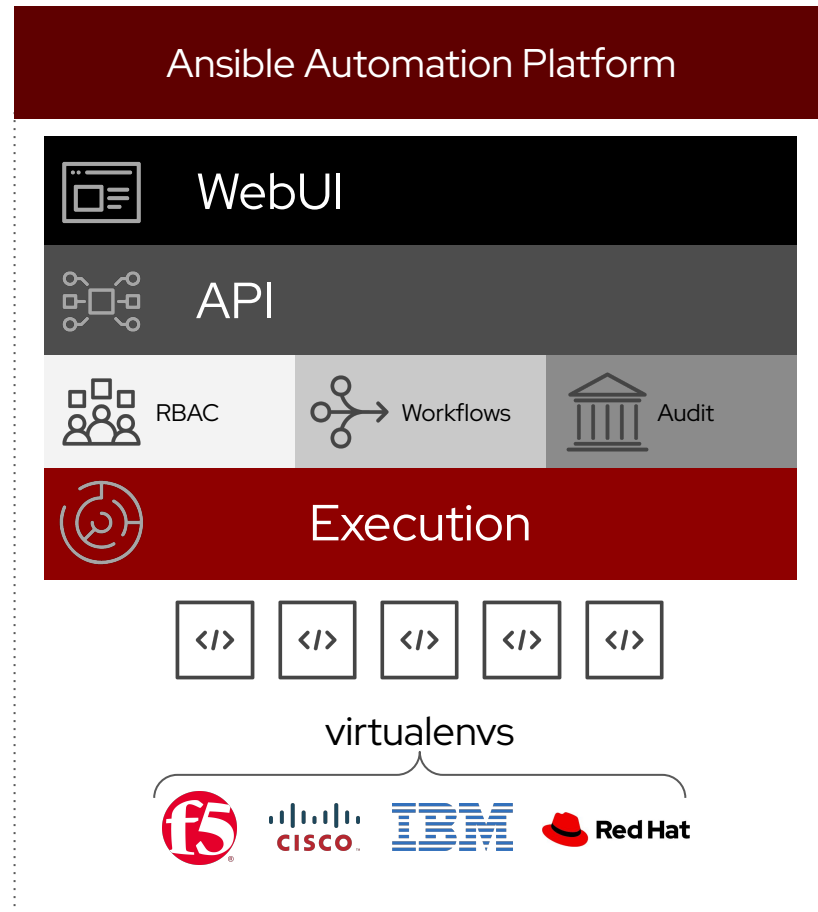 Ansible Automation Platform
WebUI
API
RBAC
Workflows
Audit
Execution
</> </> </> </> </>
virtualenvs
f5
CISCO
IBM
Red Hat